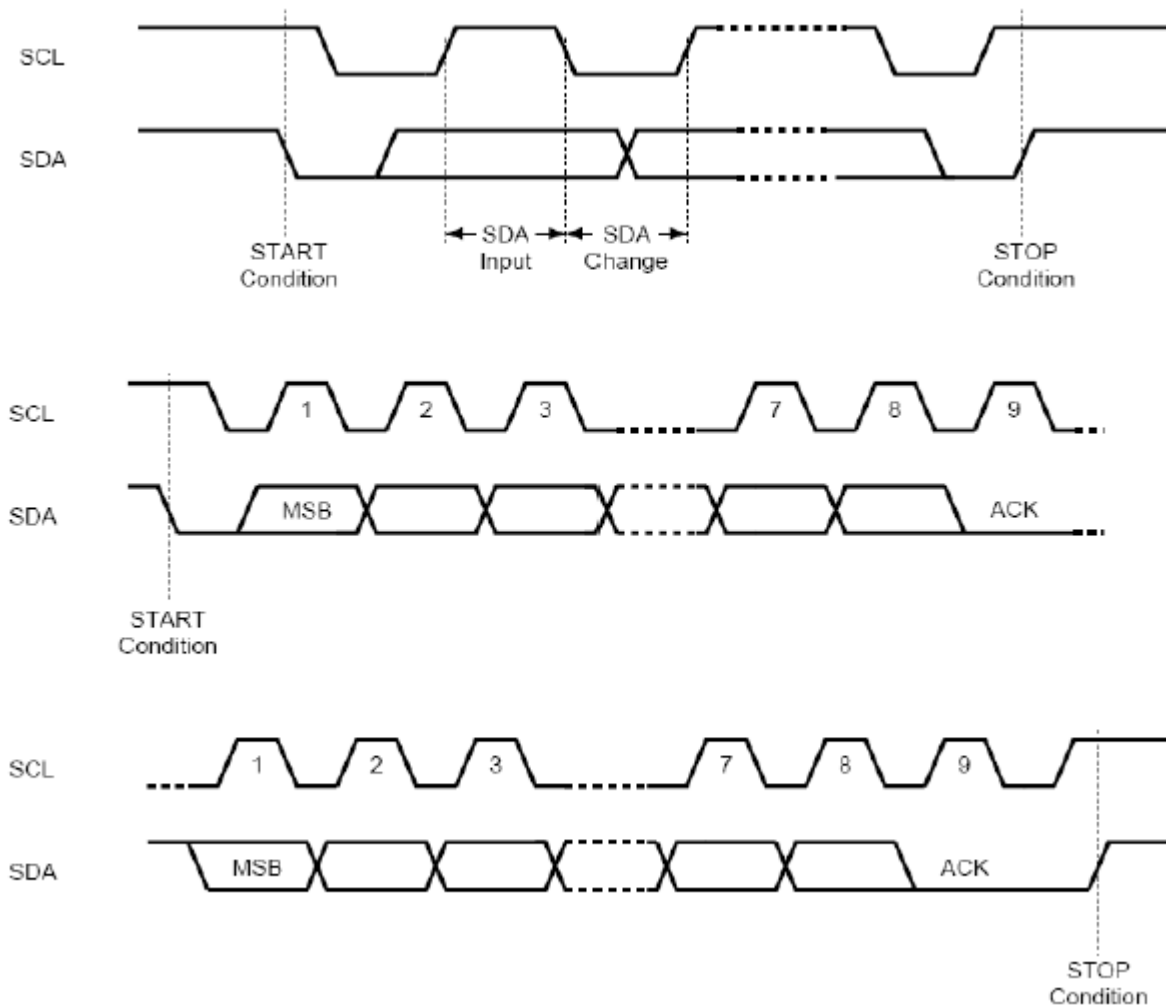 SCL
SDA
SDA
Input
SDA
Change
START
Condition
STOP
Condition
SCL
1
2
3
7
8
9
SDA
MSB
ACK
START
Condition
SCL
1
2
3
7
8
9
SDA
MSB
ACK
STOP
Condition